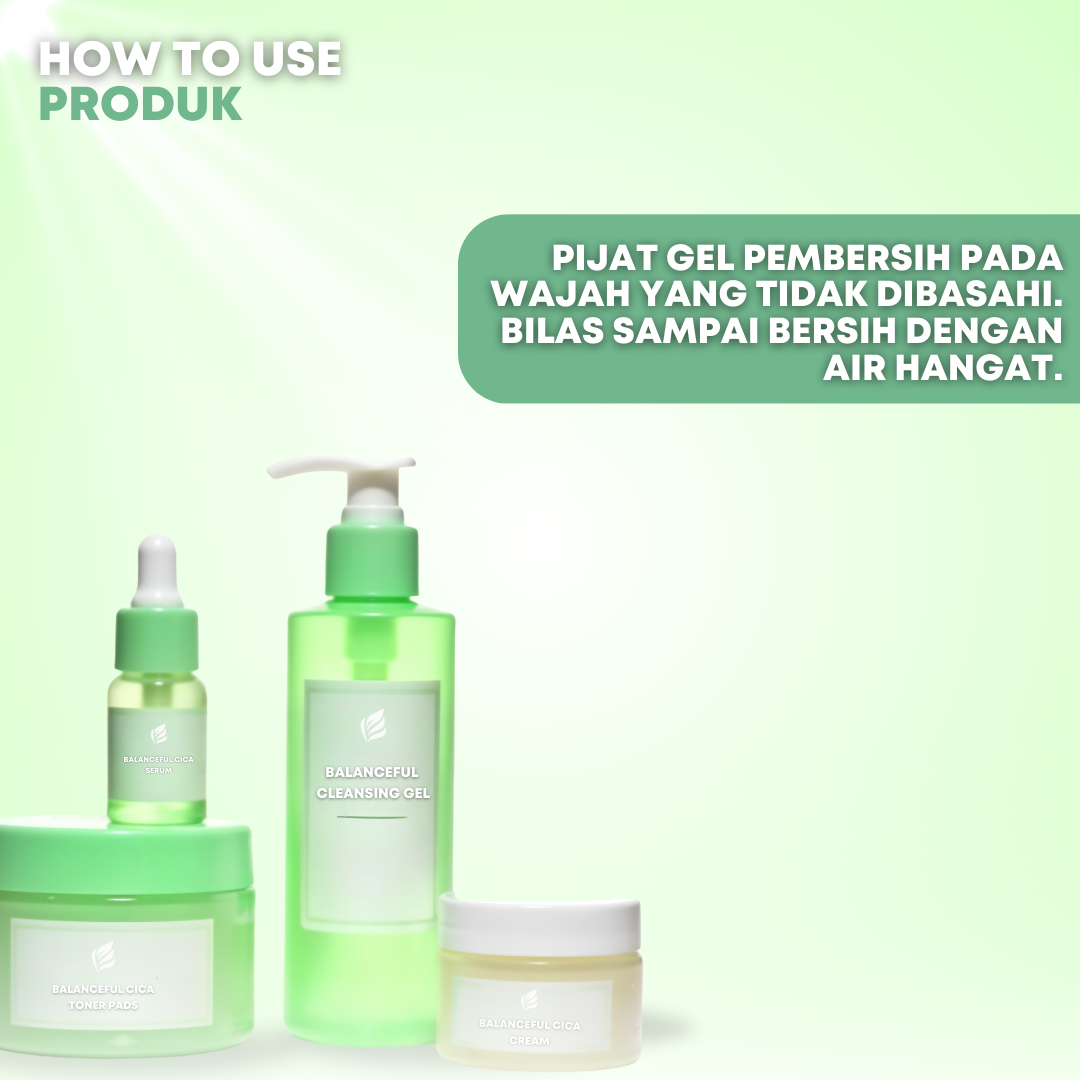 HOW TO USE
PRODUK
PIJAT GEL PEMBERSIH PADA
WAJAH YANG TIDAK DIBASAHI.
BILAS SAMPAI BERSIH DENGAN
AIR HANGAT.
BALANCEFUL CICA
SERUM
BALANCEFUL
CLEANSING GEL
BALANCEFUL CICA
TONER PADS
BALANCEFUL CICA
CREAM